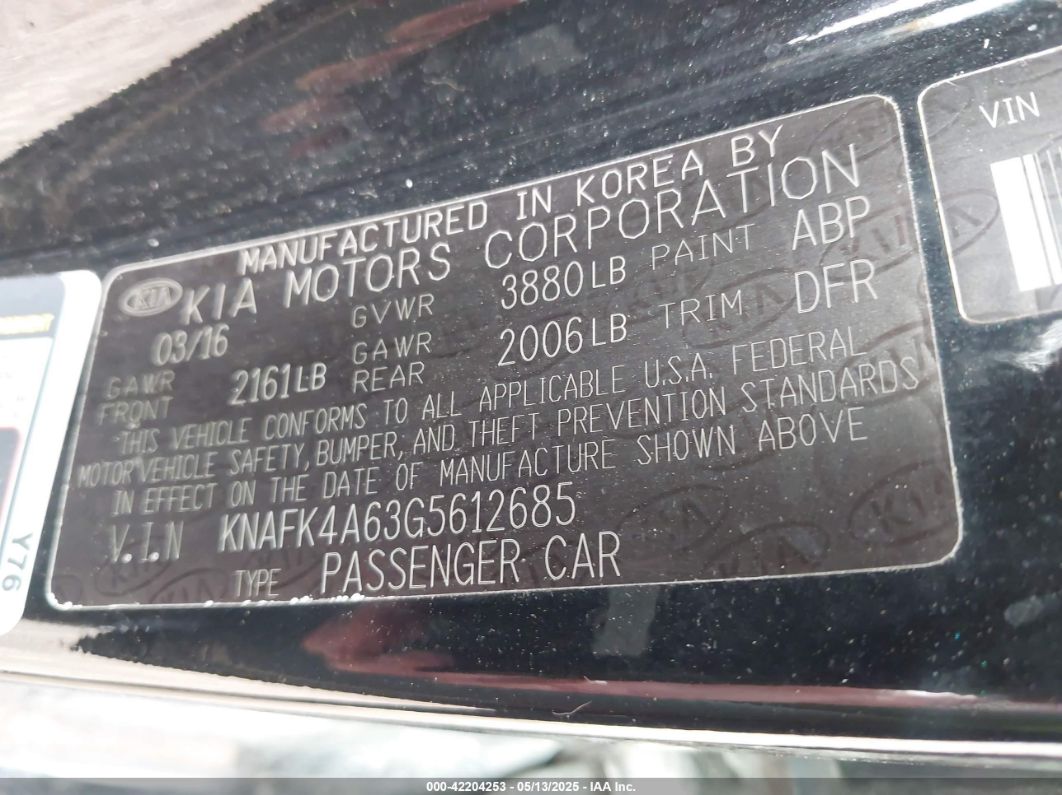 MANUFACTURED IN KOREA BY
KIA KIA MOTORS CORPORATION
03/16 GVWR 3880LB PAINT ABP
GAWR FRONT 2161LB GAWR REAR 2006LB TRIM DFR
THIS VEHICLE CONFORMS TO ALL APPLICABLE U.S.A. FEDERAL
MOTOR VEHICLE SAFETY, BUMPER, AND THEFT PREVENTION STANDARDS
IN EFFECT ON THE DATE OF MANUFACTURE SHOWN ABOVE
V.I.N KNAFK4A63G5612685
TYPE PASSENGER CAR
VIN
Y76
000-42204253 - 05/13/2025 - IAA Inc.